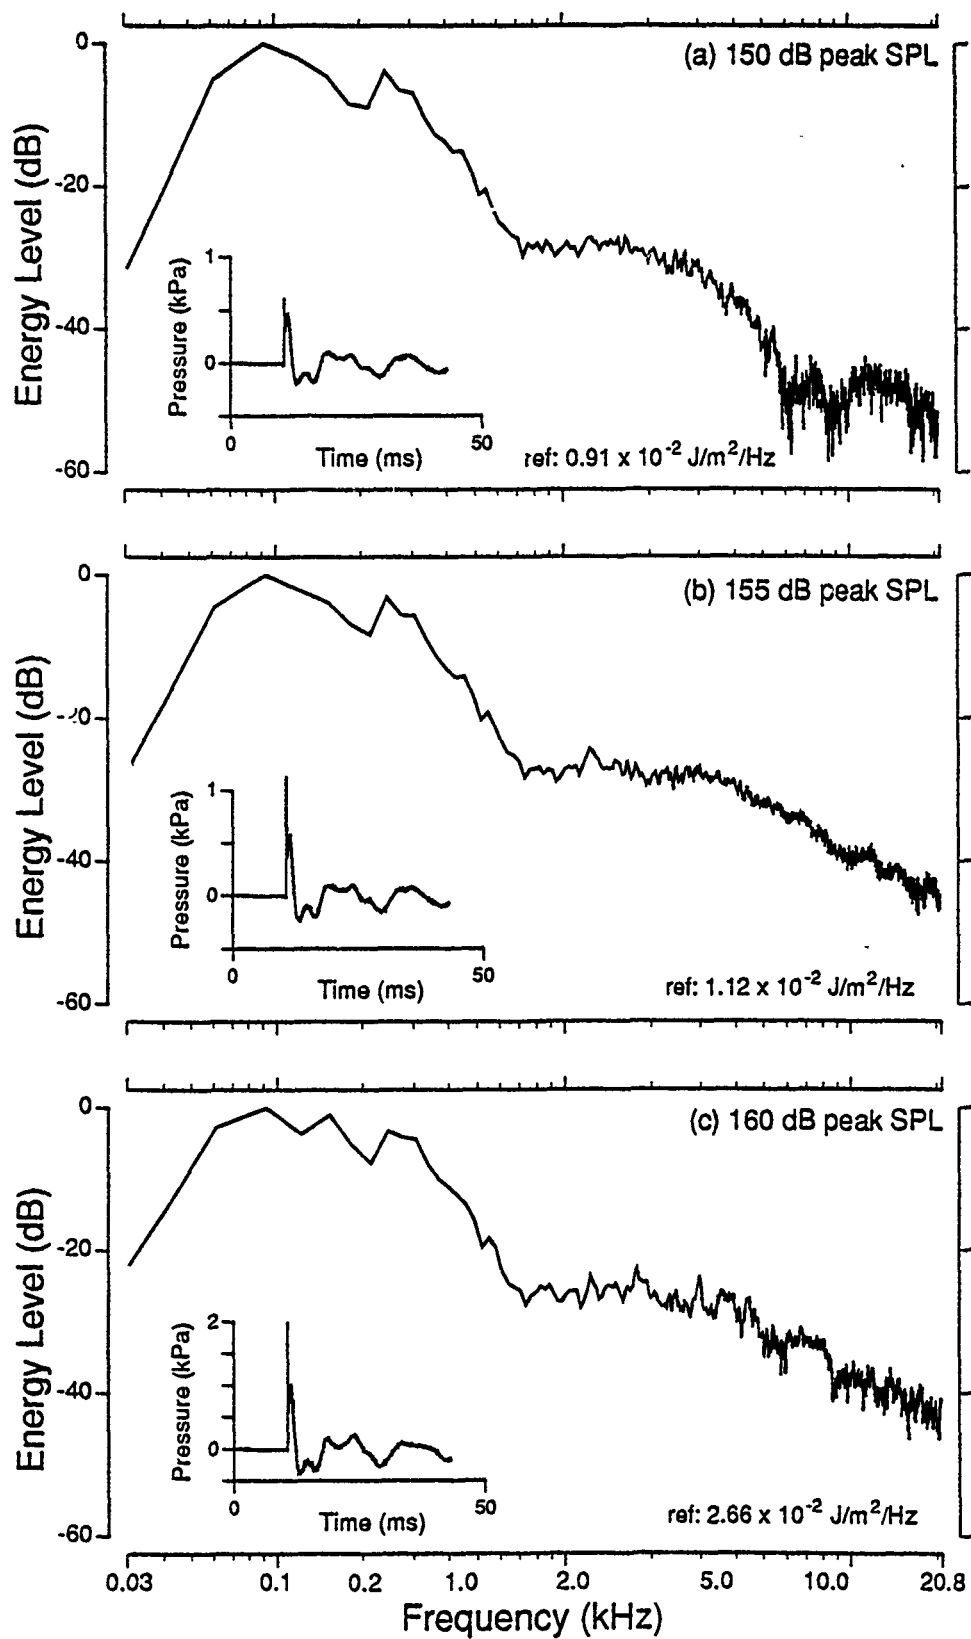 (a) 150 dB peak SPL
0
-20
-40
-60
Energy Level (dB)
1
0
Pressure (kPa)
0
50
Time (ms)
ref: 0.91 x 10-2 J/m2/Hz
(b) 155 dB peak SPL
0
-20
-40
-60
Energy Level (dB)
1
0
Pressure (kPa)
0
50
Time (ms)
ref: 1.12 x 10-2 J/m2/Hz
(c) 160 dB peak SPL
0
-20
-40
-60
Energy Level (dB)
2
0
Pressure (kPa)
0
50
Time (ms)
ref: 2.66 x 10-2 J/m2/Hz
0.03 0.1 0.2 1.0 2.0 5.0 10.0 20.8
Frequency (kHz)